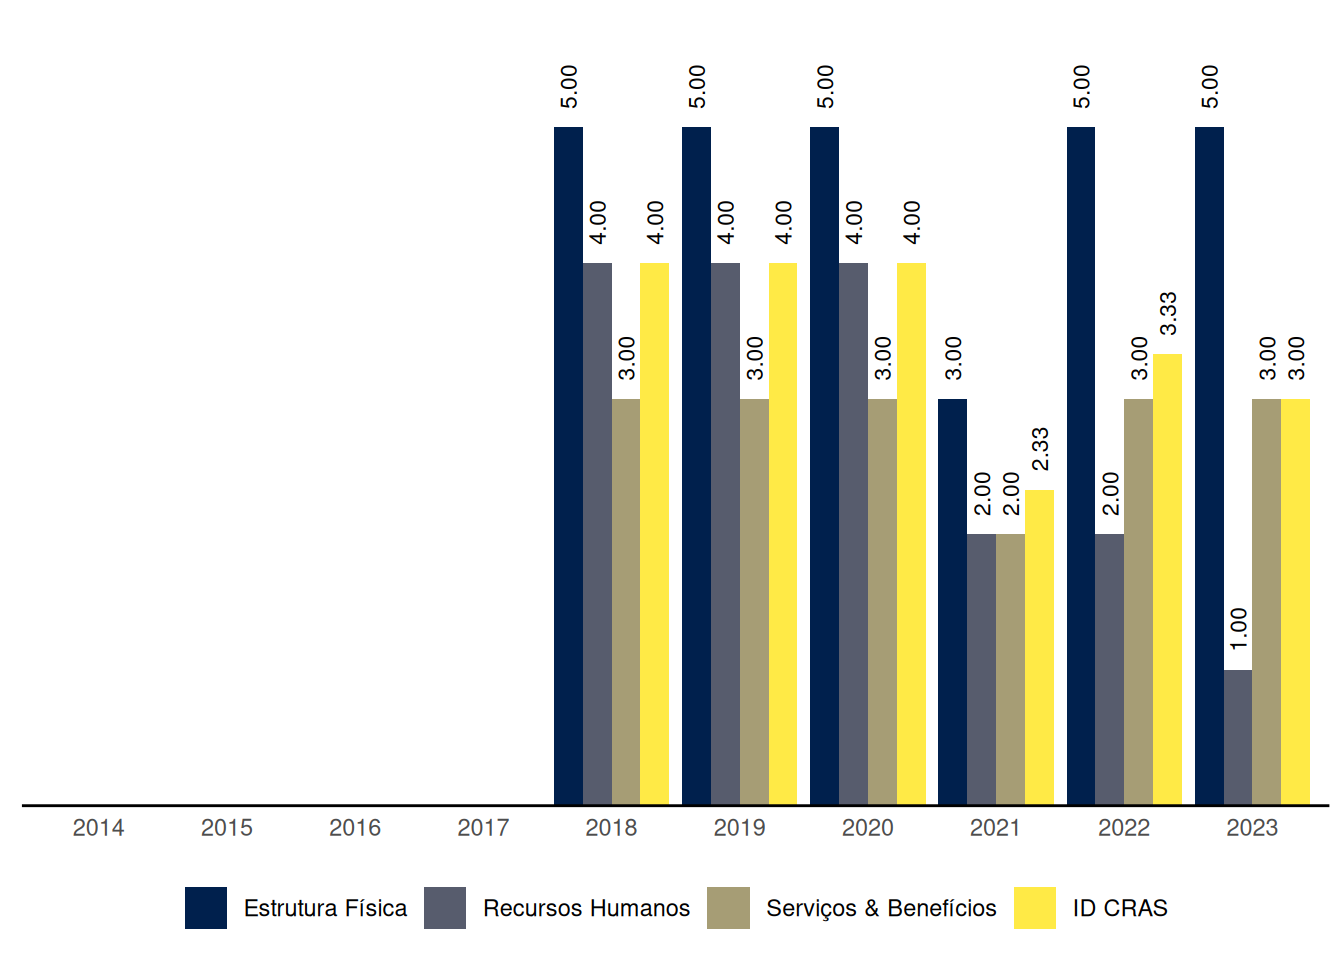 5.00 5.00 5.00 5.00 5.00
4.00 4.00 4.00 4.00 4.00 4.00
3.33
3.00 3.00 3.00 3.00 3.00 3.00 3.00
2.33
2.00 2.00 2.00
1.00
2014 2015 2016 2017 2018 2019 2020 2021 2022 2023
Estrutura Física Recursos Humanos Serviços & Benefícios ID CRAS